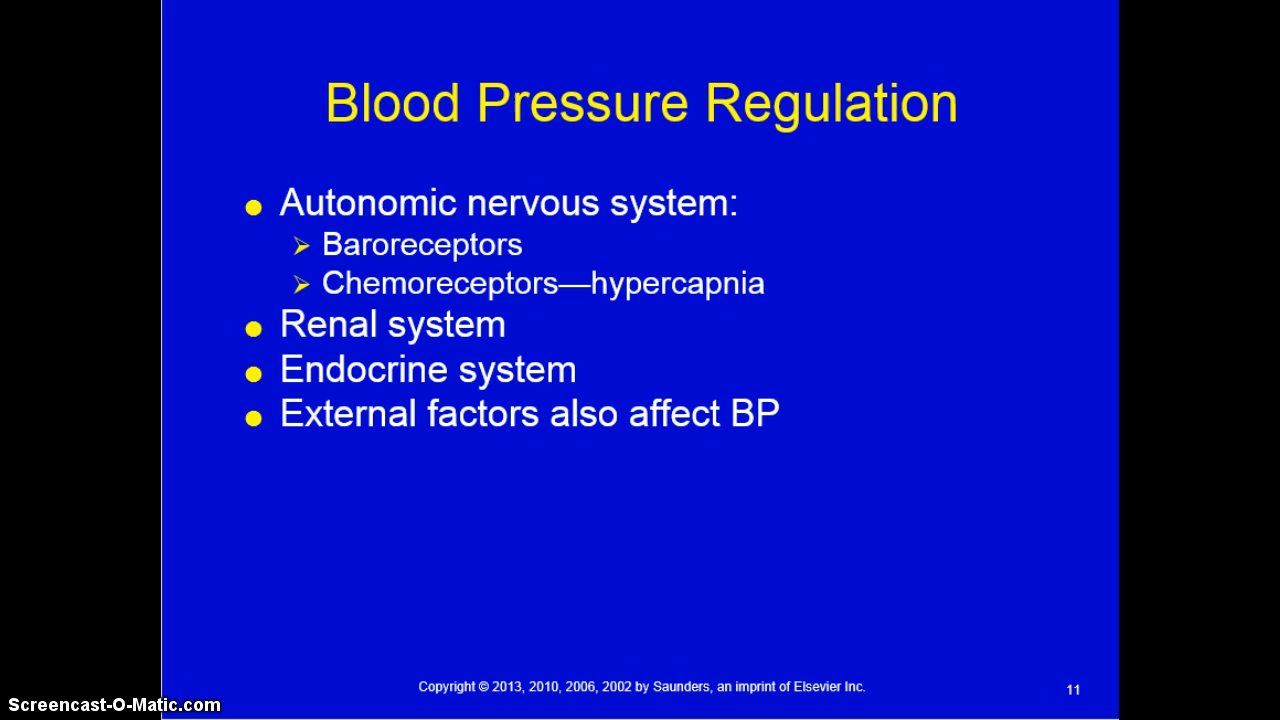 Blood Pressure Regulation
● Autonomic nervous system:
➢ Baroreceptors
➢ Chemoreceptors—hypercapnia
● Renal system
● Endocrine system
● External factors also affect BP
Copyright © 2013, 2010, 2006, 2002 by Saunders, an imprint of Elsevier Inc.
11
Screencast-O-Matic.com